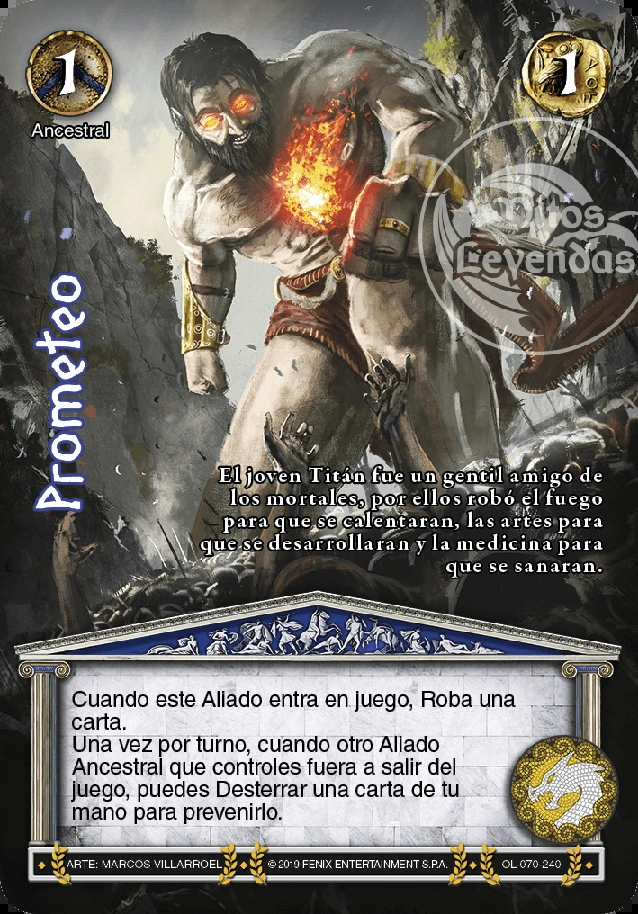 1
1
Ancestral
Mitos
Leyendas
Prometeo
El joven Titán fue un gentil amigo de
los mortales, por ellos robó el fuego
para que se calentaran, las artes para
que se desarrollaran y la medicina para
que se sanaran.
Cuando este Aliado entra en juego, Roba una
carta.
Una vez por turno, cuando otro Aliado
Ancestral que controles fuera a salir del
juego, puedes Desterrar una carta de tu
mano para prevenirlo.
ARTE: MARCOS VILLARROEL
©2019 FENIX ENTERTAINMENT S.P.A.
OL-070-240